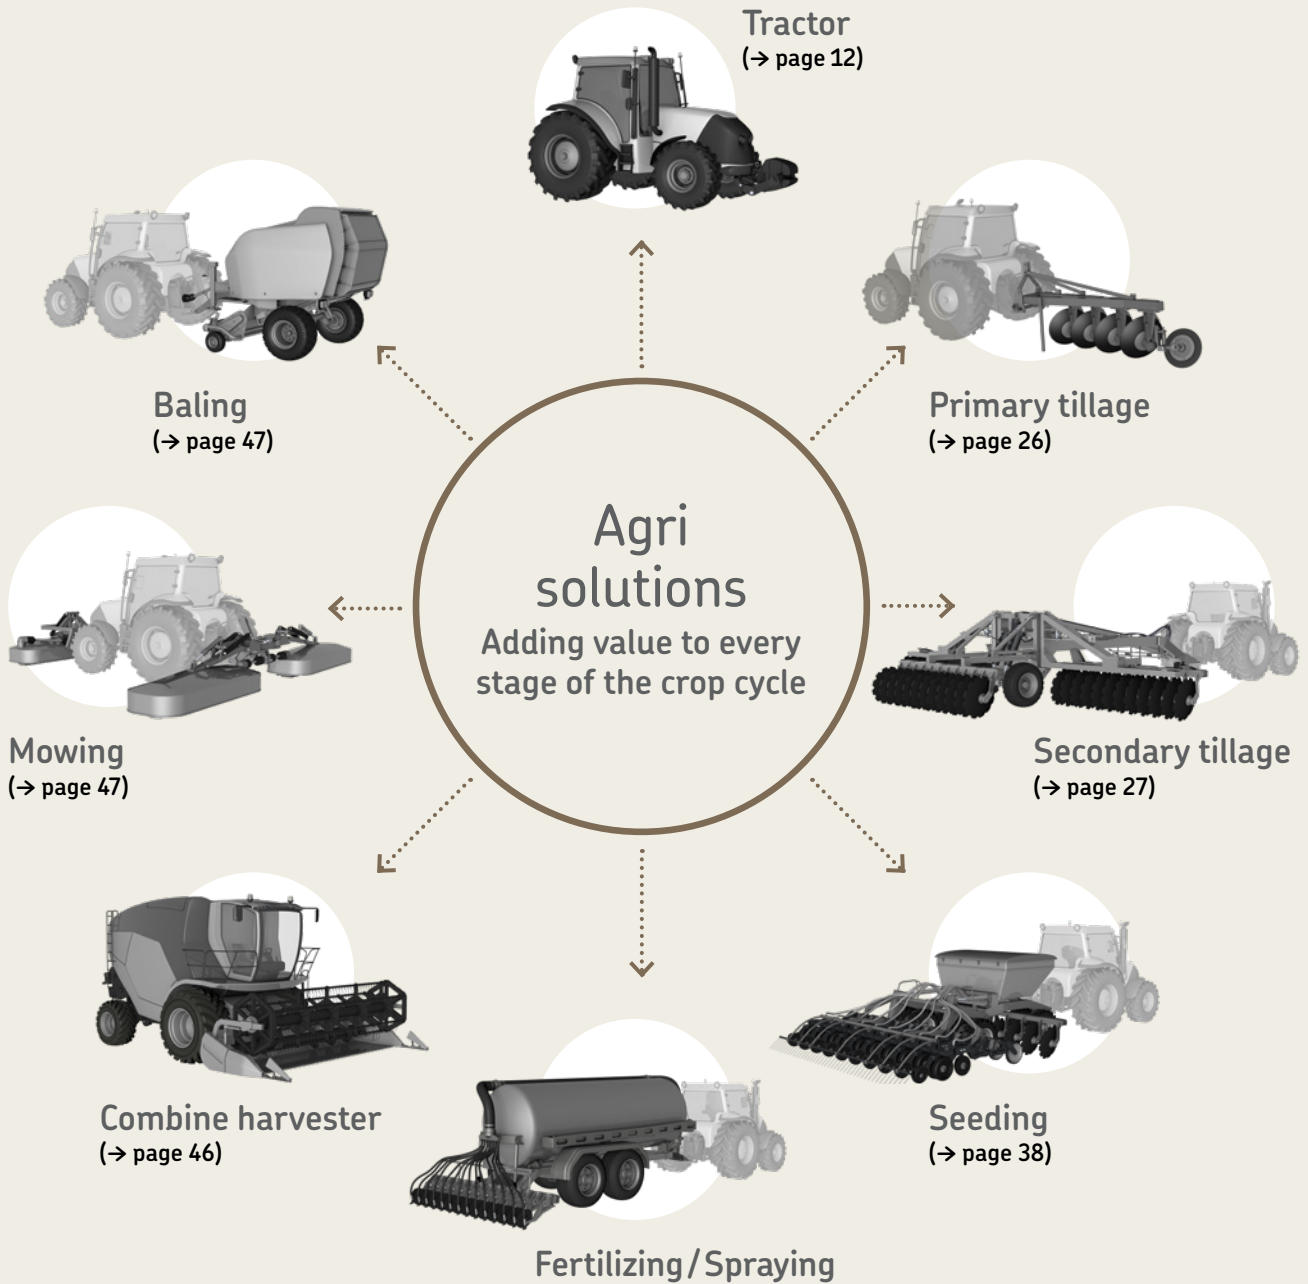 Tractor
(→ page 12)
Baling
(→ page 47)
Primary tillage
(→ page 26)
Agri
solutions
Adding value to every
stage of the crop cycle
Mowing
(→ page 47)
Secondary tillage
(→ page 27)
Combine harvester
(→ page 46)
Seeding
(→ page 38)
Fertilizing / Spraying